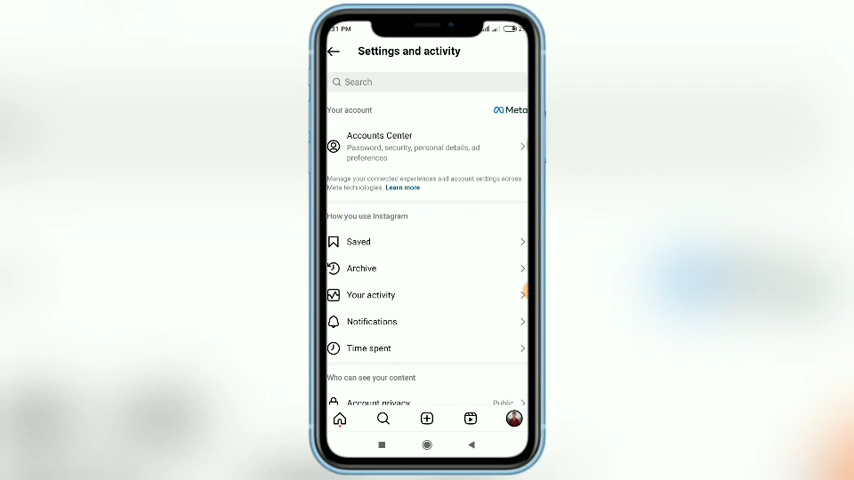 :31 PM
Settings and activity
Search
Your account
Meta
Accounts Center
Password, security, personal details, ad
preferences
Manage your connected experiences and account settings across
Meta technologies. Learn more
How you use Instagram
Saved
Archive
Your activity
Notifications
Time spent
Who can see your content
Account privacy
Public